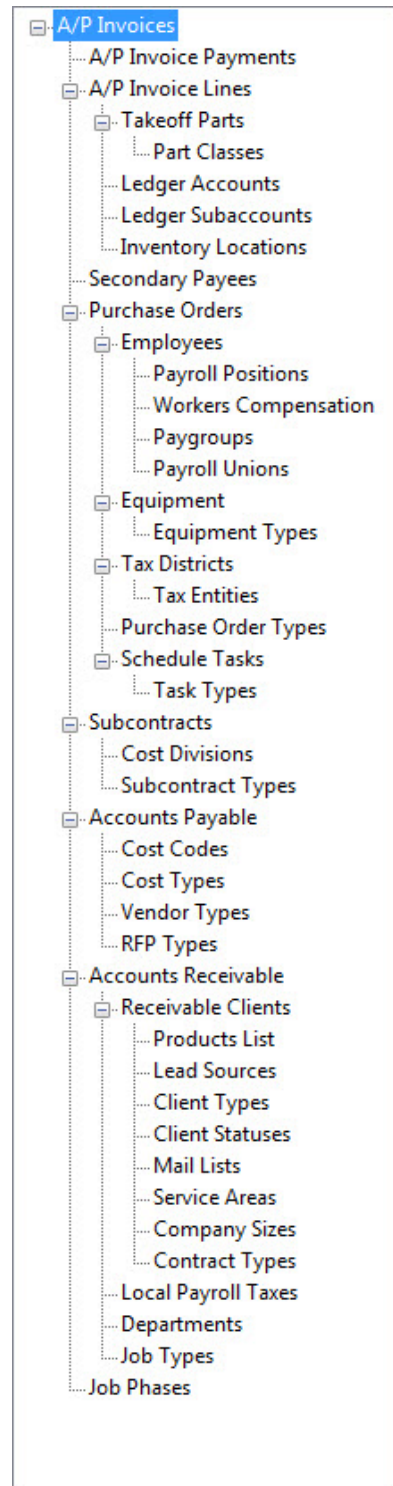 A/P Invoices
A/P Invoice Payments
A/P Invoice Lines
Takeoff Parts
Part Classes
Ledger Accounts
Ledger Subaccounts
Inventory Locations
Secondary Payees
Purchase Orders
Employees
Payroll Positions
Workers Compensation
Paygroups
Payroll Unions
Equipment
Equipment Types
Tax Districts
Tax Entities
Purchase Order Types
Schedule Tasks
Task Types
Subcontracts
Cost Divisions
Subcontract Types
Accounts Payable
Cost Codes
Cost Types
Vendor Types
RFP Types
Accounts Receivable
Receivable Clients
Products List
Lead Sources
Client Types
Client Statuses
Mail Lists
Service Areas
Company Sizes
Contract Types
Local Payroll Taxes
Departments
Job Types
Job Phases